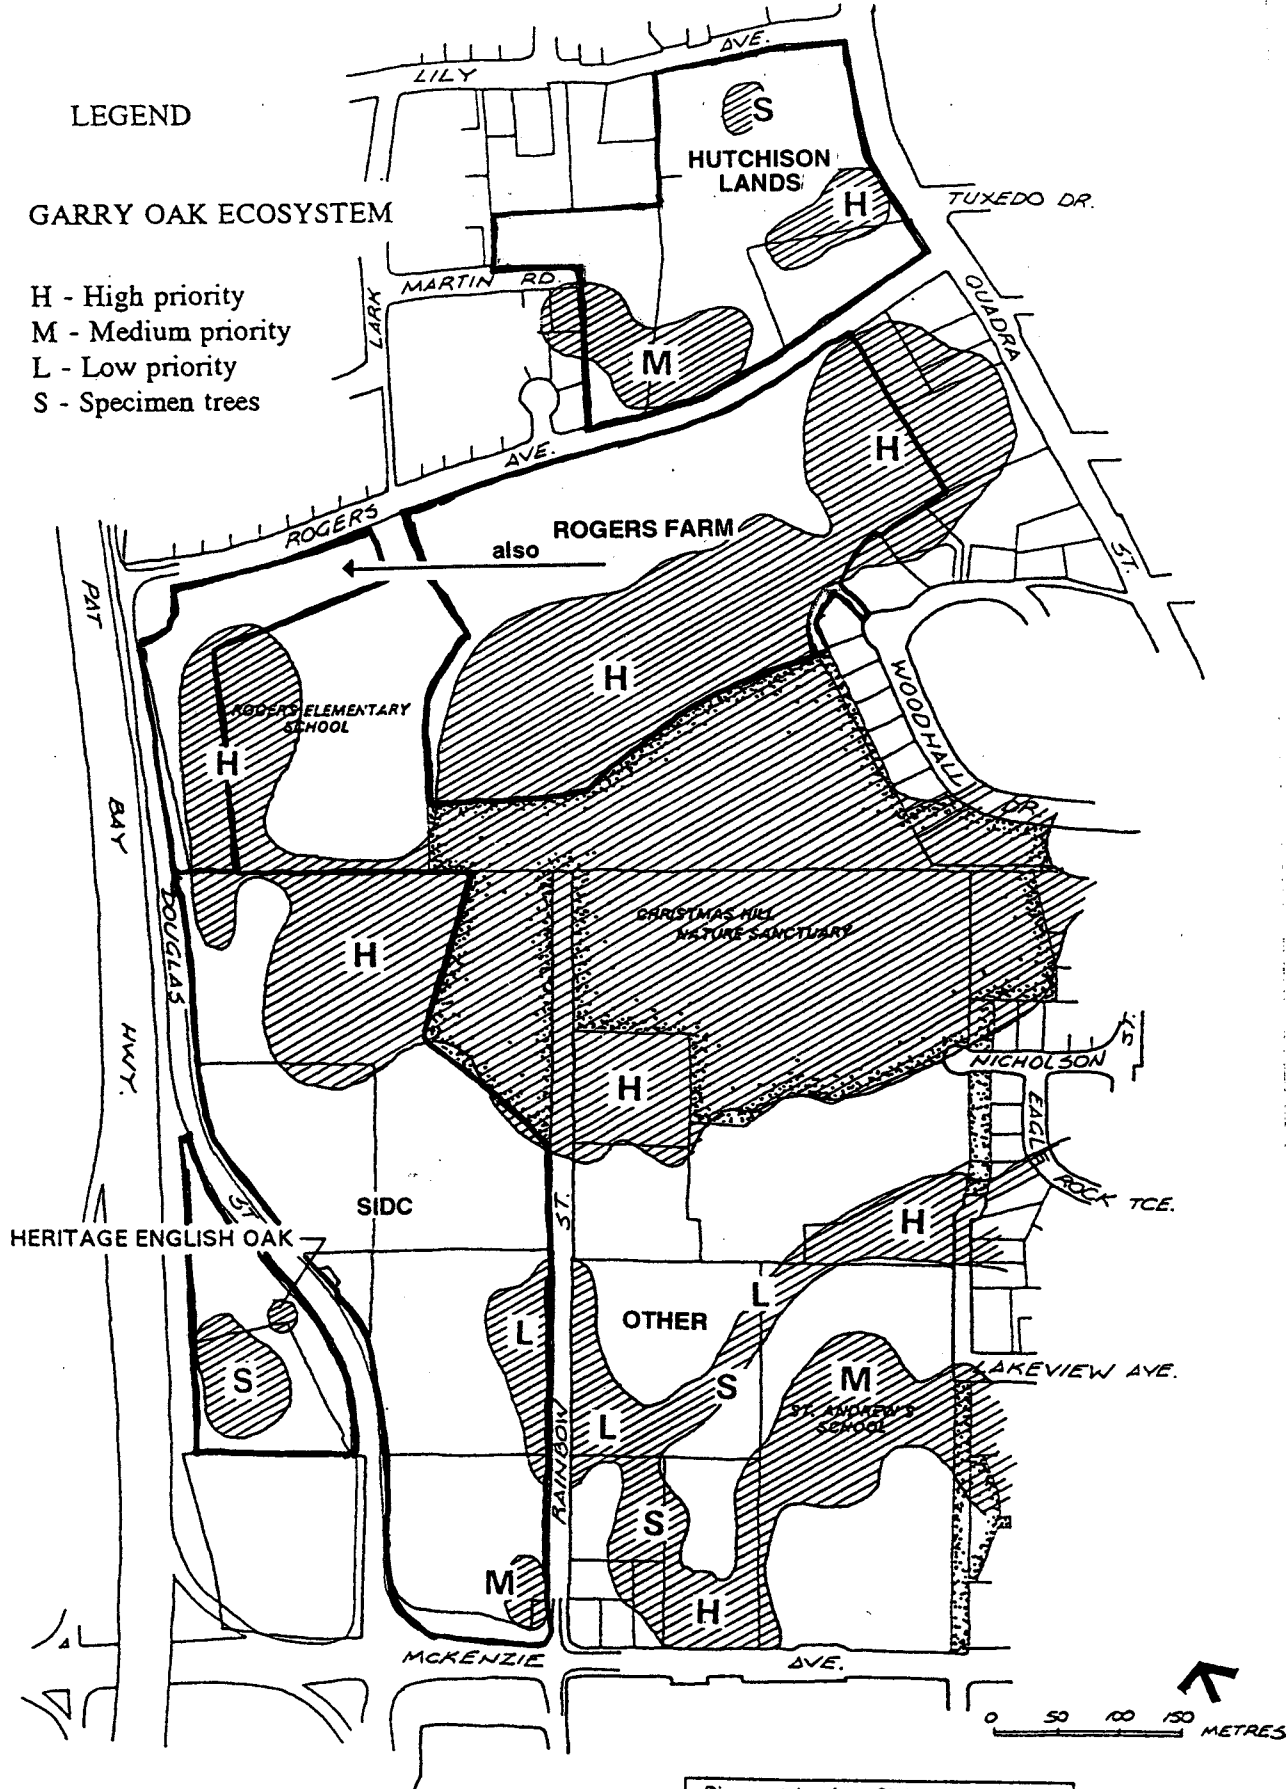 LILY AVE.
LEGEND
S
HUTCHISON
LANDS
GARRY OAK ECOSYSTEM
H
TUXEDO DR.
MARTIN RD.
LARK
QUADRA
H - High priority
M - Medium priority
L - Low priority
S - Specimen trees
M
H
ROGERS AVE.
ROGERS FARM
also
ST.
PAT
BAY
HWY.
H
WOODHALL DR.
ROGERS ELEMENTARY
SCHOOL
H
DOUGLAS
ST.
CHRISTMAS HILL
NATURE SANCTUARY
H
H
NICHOLSON
ST.
EAGLE
ROCK TCE.
SIDC
ST.
H
HERITAGE ENGLISH OAK
L
L
OTHER
S
S
M
LAKEVIEW AVE.
ST. ANDREW'S
SCHOOL
L
RAINBOW
S
M
H
MCKENZIE AVE.
0 50 100 150
METRES